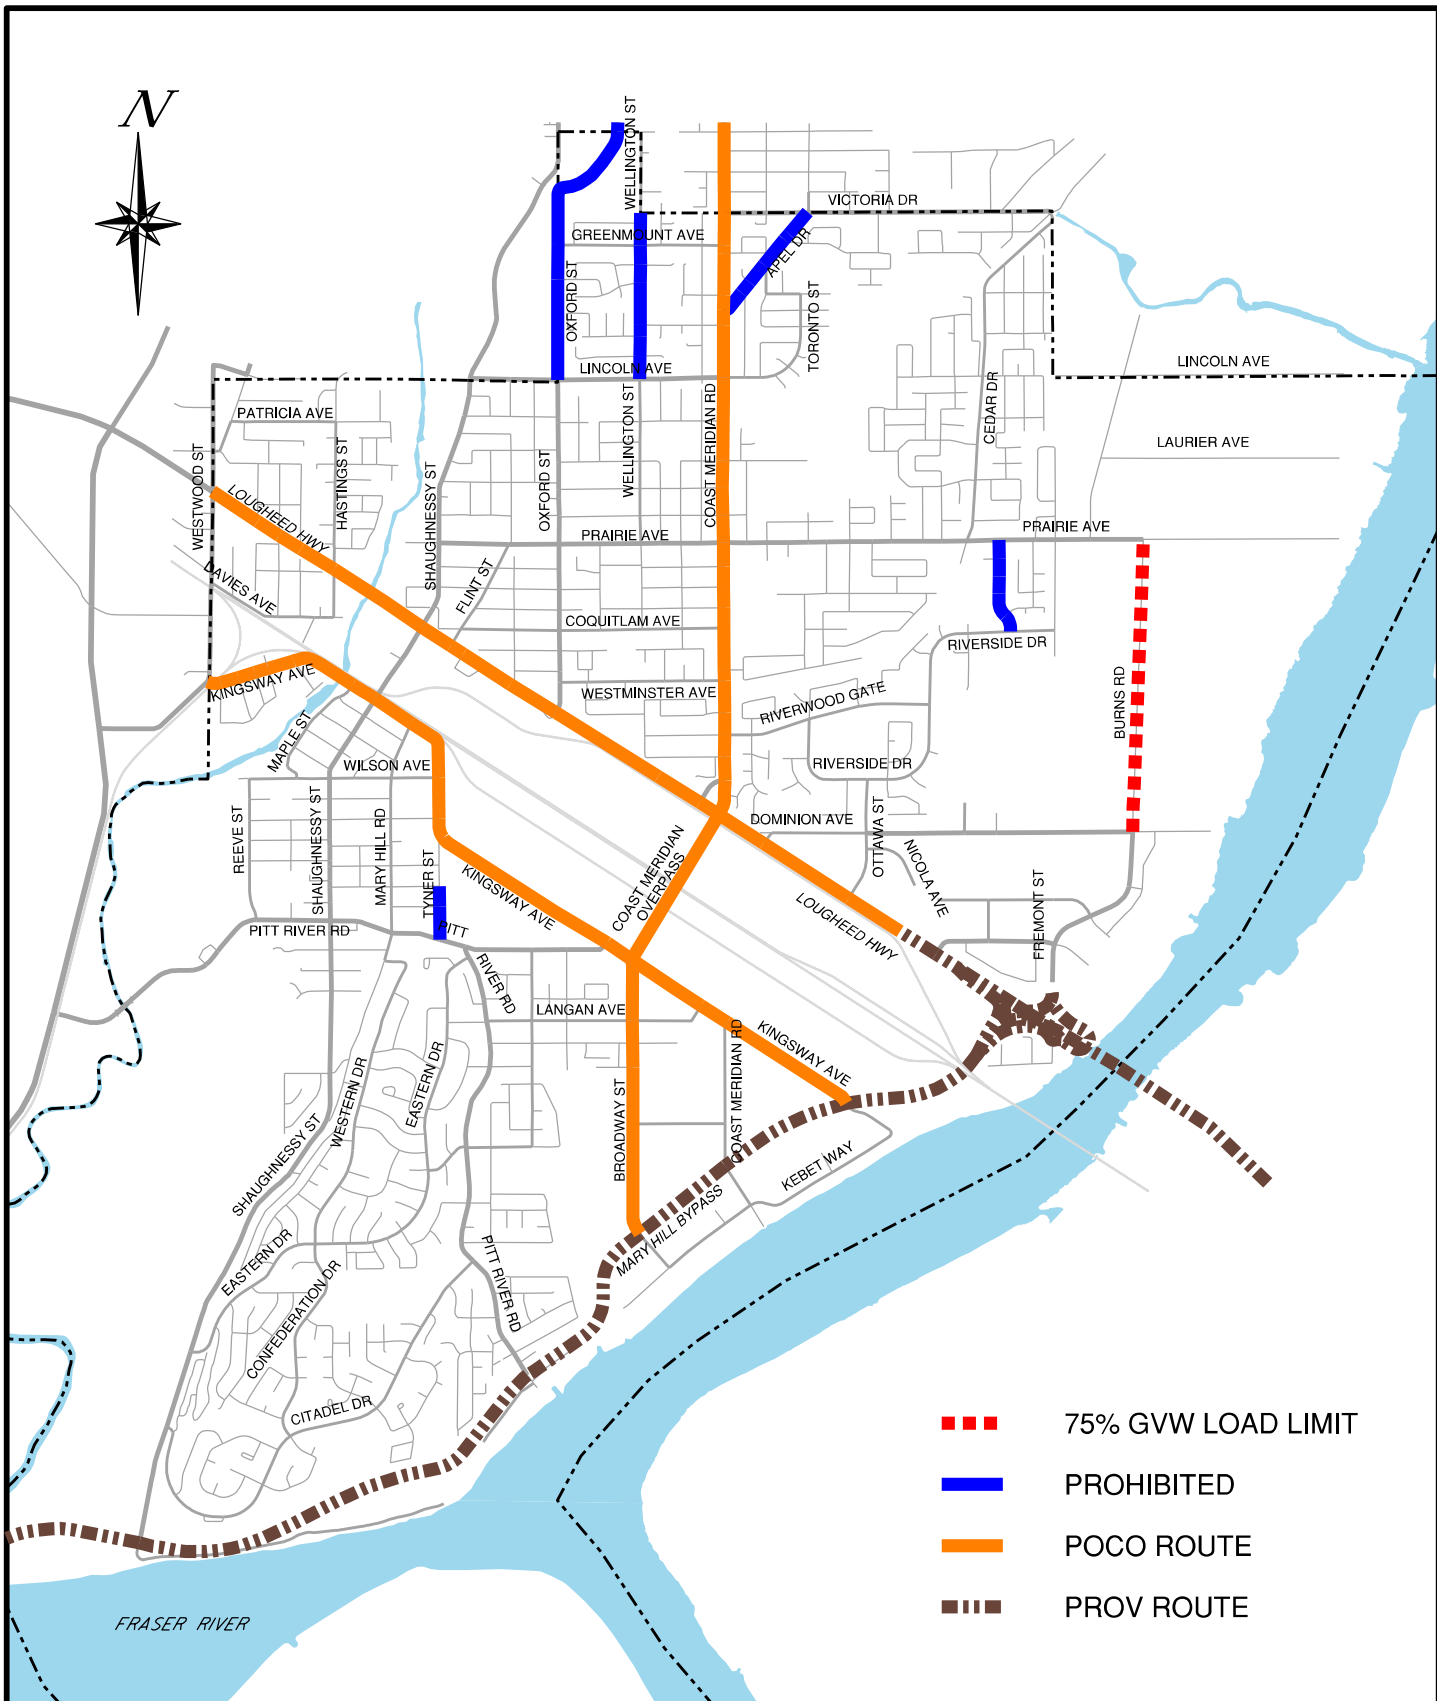 N
WELLINGTON ST
VICTORIA DR
GREENMOUNT AVE
APEL DR
OXFORD ST
TORONTO ST
LINCOLN AVE
LINCOLN AVE
PATRICIA AVE
HASTINGS ST
WESTWOOD ST
LOUGHEED HWY
SHAUGHNESSY ST
OXFORD ST
WELLINGTON ST
COAST MERIDIAN RD
CEDAR DR
LAURIER AVE
PRAIRIE AVE
PRAIRIE AVE
DAVIES AVE
FLINT ST
COQUITLAM AVE
RIVERSIDE DR
KINGSWAY AVE
WESTMINSTER AVE
RIVERWOOD GATE
BURNS RD
MAPLE ST
WILSON AVE
RIVERSIDE DR
REEVE ST
SHAUGHNESSY ST
MARY HILL RD
TYNER ST
DOMINION AVE
OTTAWA ST
NICOLA AVE
COAST MERIDIAN
OVERPASS
KINGSWAY AVE
LOUGHEED HWY
FREMONT ST
PITT RIVER RD
PITT
RIVER RD
LANGAN AVE
COAST MERIDIAN RD
KINGSWAY AVE
WESTERN DR
EASTERN DR
BROADWAY ST
SHAUGHNESSY ST
KEBET WAY
MARY HILL BYPASS
EASTERN DR
CONFEDERATION DR
PITT RIVER RD
CITADEL DR
75% GVW LOAD LIMIT
PROHIBITED
POCO ROUTE
PROV ROUTE
FRASER RIVER